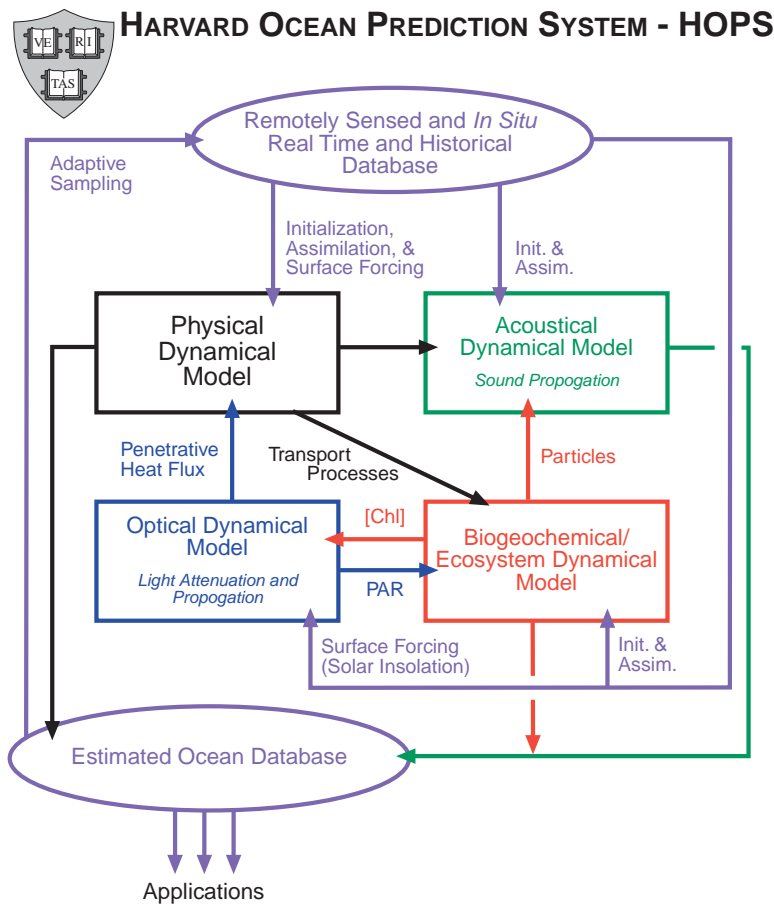 VE RI
TAS
HARVARD OCEAN PREDICTION SYSTEM - HOPS
Remotely Sensed and In Situ
Real Time and Historical
Database
Adaptive
Sampling
Initialization,
Assimilation, &
Surface Forcing
Init. &
Assim.
Physical
Dynamical
Model
Acoustical
Dynamical Model
Sound Propogation
Penetrative
Heat Flux
Transport
Processes
Particles
Optical Dynamical
Model
Light Attenuation and
Propogation
[Chl]
PAR
Biogeochemical/
Ecosystem Dynamical
Model
Surface Forcing
(Solar Insolation)
Init. &
Assim.
Estimated Ocean Database
Applications